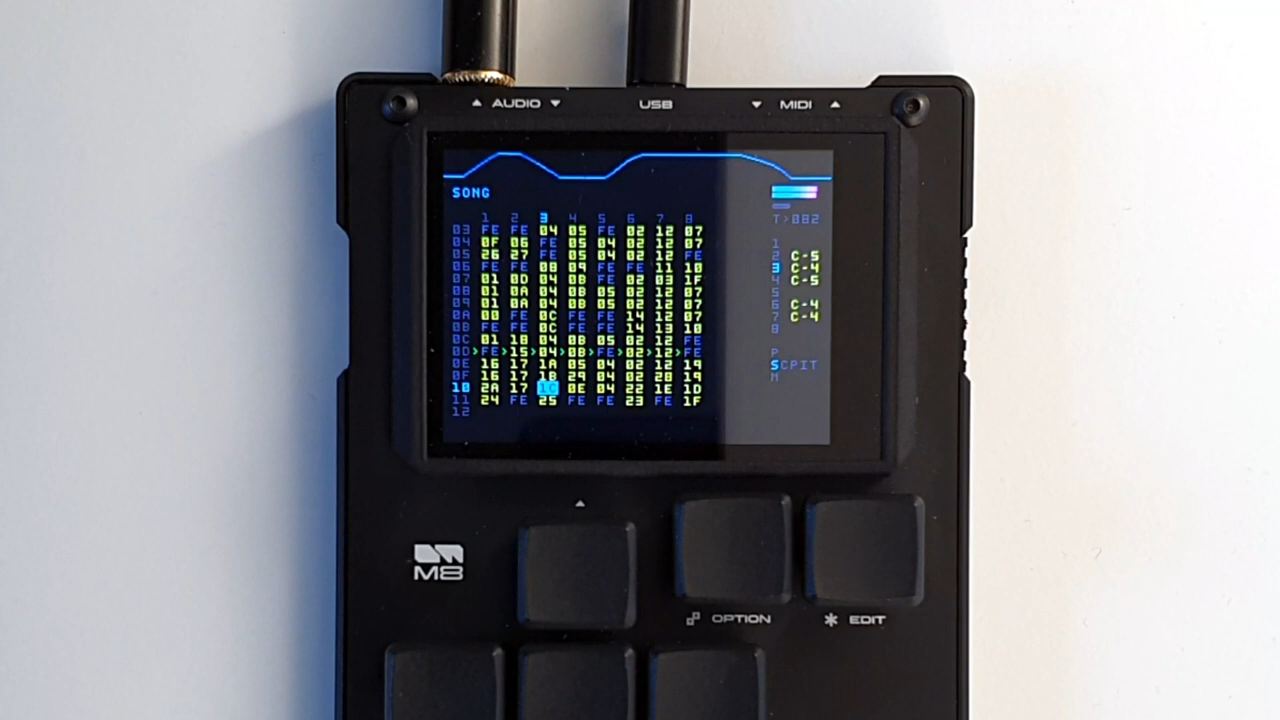 ▲ AUDIO ▼ USB ▼ MIDI ▲
SONG
T>082
1 2 3 4 5 6 7 8
03 FE FE 04 05 FE 02 12 07
04 0F 06 FE 05 04 02 12 07
05 26 27 FE 05 04 02 12 FE
06 FE FE 08 09 FE FE 11 10
07 01 0D 04 0B FE 02 03 1F
08 01 0A 04 0B 05 02 12 07
09 01 0A 04 0B 05 02 12 07
0A 00 FE 0C FE FE 14 12 07
0B FE FE 0C FE FE 14 13 10
0C 01 18 04 0B 05 02 12 FE
0D>FE>15>04>0B>FE>02>12>FE
0E 16 17 1A 05 04 02 12 19
0F 16 17 1B 29 04 02 28 19
10 2A 17 1C 0E 04 22 1E 1D
11 24 FE 25 FE FE 23 FE 1F
12
1
2 C-5
3 C-4
4 C-5
5
6 C-4
7 C-4
8
P
SCPIT
M
M8
OPTION
EDIT